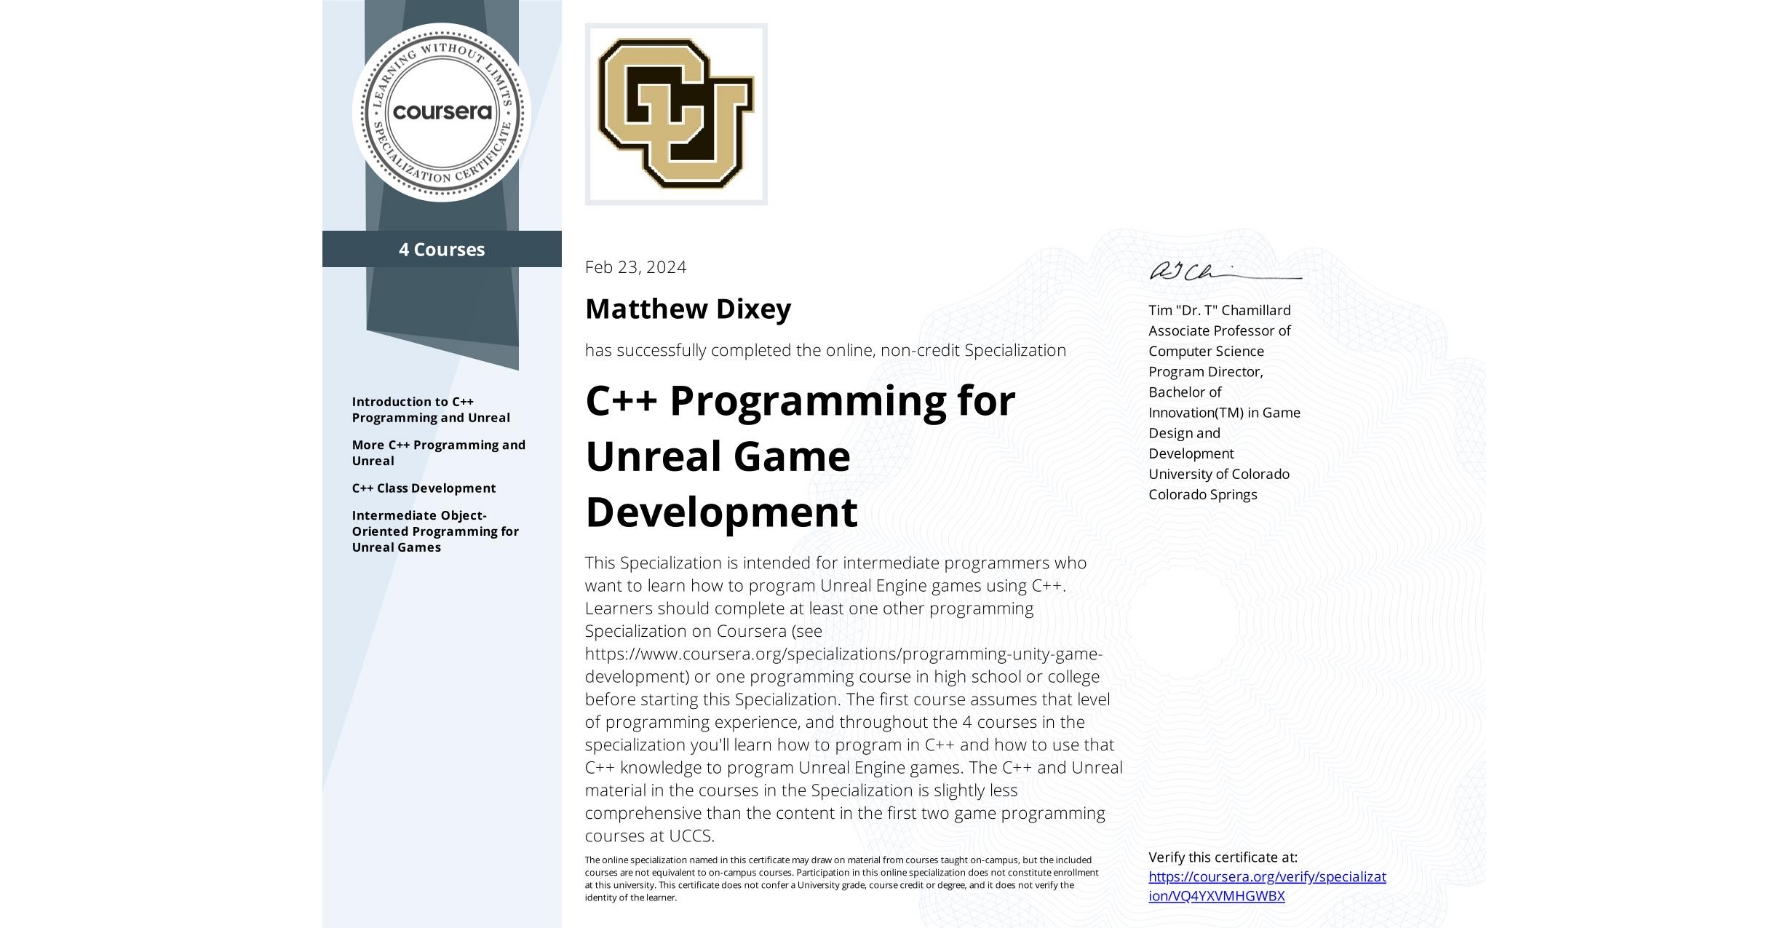 LEARNING WITHOUT LIMITS
coursera
SPECIALIZATION CERTIFICATE
4 Courses
Introduction to C++
Programming and Unreal
More C++ Programming and
Unreal
C++ Class Development
Intermediate Object-
Oriented Programming for
Unreal Games
CU
Feb 23, 2024
Matthew Dixey
has successfully completed the online, non-credit Specialization
C++ Programming for
Unreal Game
Development
This Specialization is intended for intermediate programmers who
want to learn how to program Unreal Engine games using C++.
Learners should complete at least one other programming
Specialization on Coursera (see
https://www.coursera.org/specializations/programming-unity-game-
development) or one programming course in high school or college
before starting this Specialization. The first course assumes that level
of programming experience, and throughout the 4 courses in the
specialization you'll learn how to program in C++ and how to use that
C++ knowledge to program Unreal Engine games. The C++ and Unreal
material in the courses in the Specialization is slightly less
comprehensive than the content in the first two game programming
courses at UCCS.
The online specialization named in this certificate may draw on material from courses taught on-campus, but the included
courses are not equivalent to on-campus courses. Participation in this online specialization does not constitute enrollment
at this university. This certificate does not confer a University grade, course credit or degree, and it does not verify the
identity of the learner.
Tim "Dr. T" Chamillard
Associate Professor of
Computer Science
Program Director,
Bachelor of
Innovation(TM) in Game
Design and
Development
University of Colorado
Colorado Springs
Verify this certificate at:
https://coursera.org/verify/specializat
ion/VQ4YXVMHGWBX